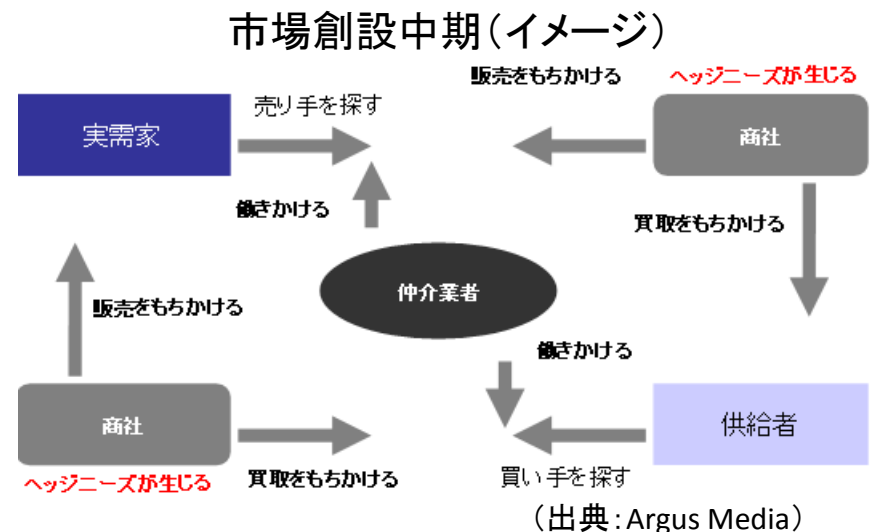 市場創設中期(イメージ)
販売をもちかける
ヘッジニーズが生じる
実需家
売り手を探す
商社
働きかける
買取をもちかける
仲介業者
販売をもちかける
働きかける
商社
供給者
ヘッジニーズが生じる
買取をもちかける
買い手を探す
(出典:Argus Media)